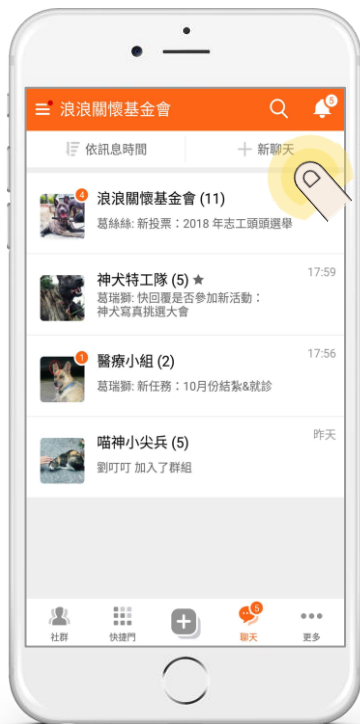 浪浪關懷基金會
5
依訊息時間
新聊天
4
浪浪關懷基金會 (11)
葛絲絲: 新投票：2018 年志工頭頭選舉
神犬特工隊 (5) ★
17:59
葛瑞獅: 快回覆是否參加新活動：
神犬寫真挑選大會
1
醫療小組 (2)
17:56
葛瑞獅: 新任務：10月份結紮&就診
喵神小尖兵 (5)
昨天
劉叮叮 加入了群組
5
社群
快捷門
聊天
更多